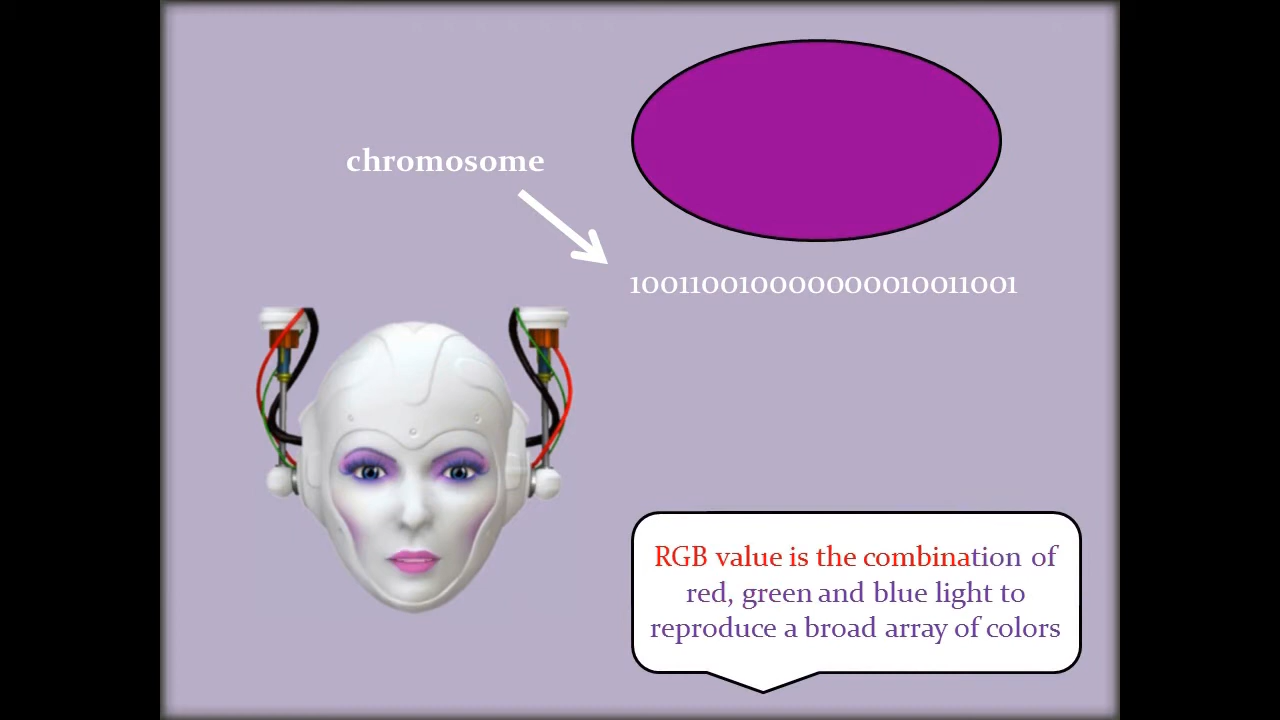 chromosome
100110010000000010011001
RGB value is the combination of
red, green and blue light to
reproduce a broad array of colors